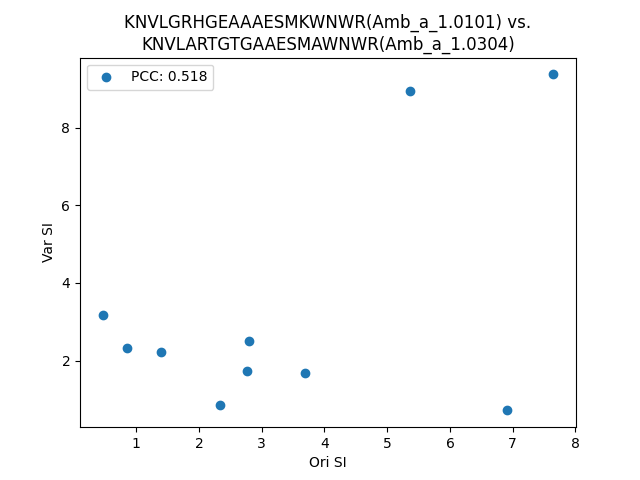 KNVLGRHGEAAAESMKWNWR(Amb_a_1.0101) vs.
KNVLARTGTGAAESMAWNWR(Amb_a_1.0304)
PCC: 0.518
8
6
4
2
Var SI
1 2 3 4 5 6 7 8
Ori SI